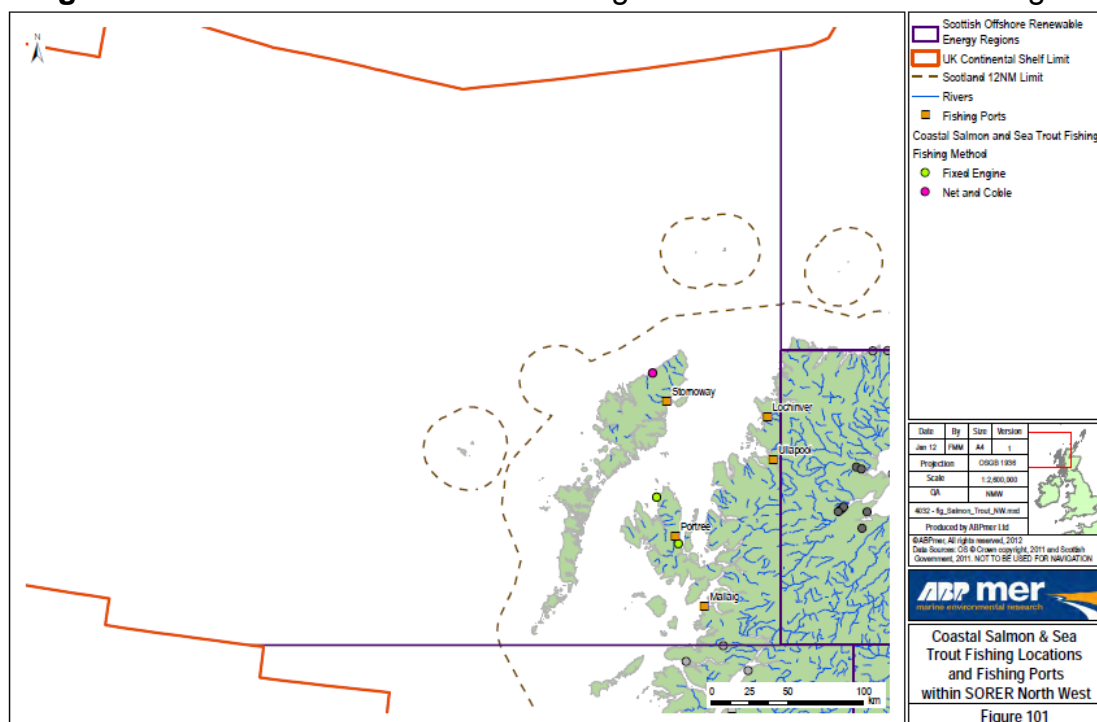 N
Stornoway
Lochinver
Ullapool
Portree
Mallaig
0 25 50 100
km
Scottish Offshore Renewable
Energy Regions
UK Continental Shelf Limit
Scotland 12NM Limit
Rivers
Fishing Ports
Coastal Salmon and Sea Trout Fishing
Fishing Method
Fixed Engine
Net and Coble
Date By Size Version
Jan 12 FMM A4 1
Projection OSGB 1936
Scale 1:2,600,000
QA NMW
4032 - fig_Salmon_Trout_NW.mxd
Produced by ABPmer Ltd
©ABPmer, All rights reserved, 2012
Data Sources: OS © Crown copyright, 2011 and Scottish
Government, 2011. NOT TO BE USED FOR NAVIGATION
ABP mer
marine environmental research
Coastal Salmon & Sea
Trout Fishing Locations
and Fishing Ports
within SORER North West
Figure 101